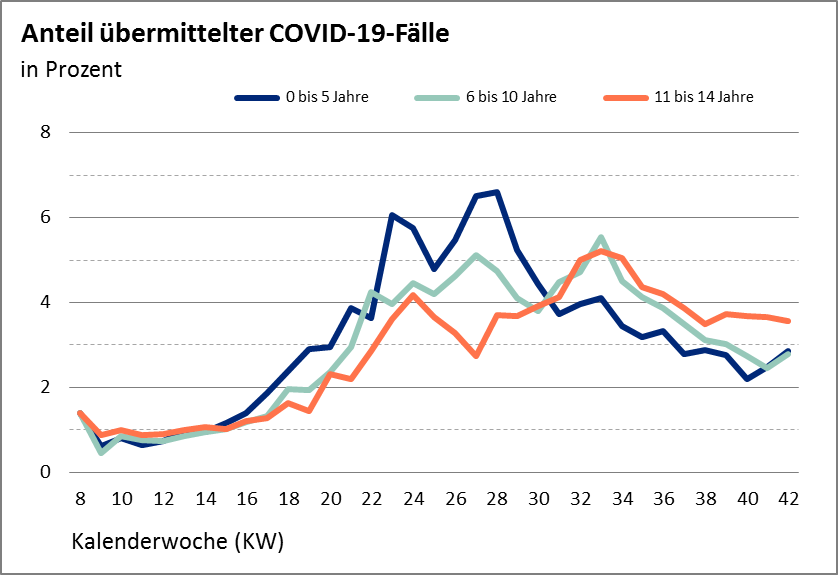 Anteil übermittelter COVID-19-Fälle
in Prozent
0 bis 5 Jahre 6 bis 10 Jahre 11 bis 14 Jahre
8
6
4
2
0
8 10 12 14 16 18 20 22 24 26 28 30 32 34 36 38 40 42
Kalenderwoche (KW)